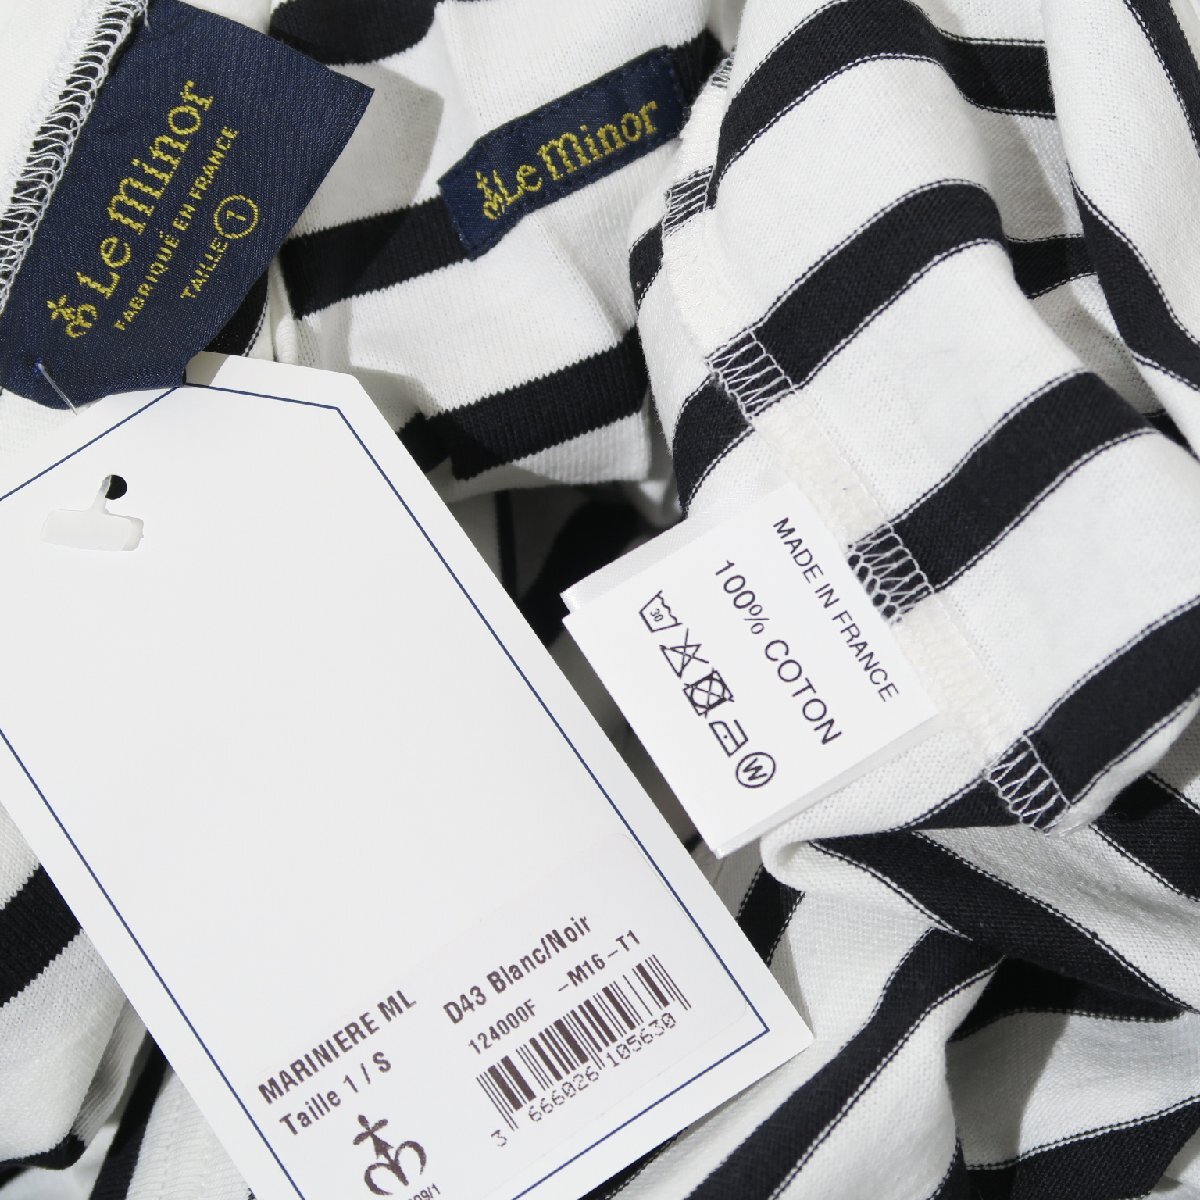 Le Minor
FABRIQUÉ EN FRANCE
TAILLE 1
Le Minor
MADE IN FRANCE
100% COTON
30
W
MARINIERE ML
Taille 1 / S
D43 Blanc/Noir
124000F -M16-T1
3 666026 105630